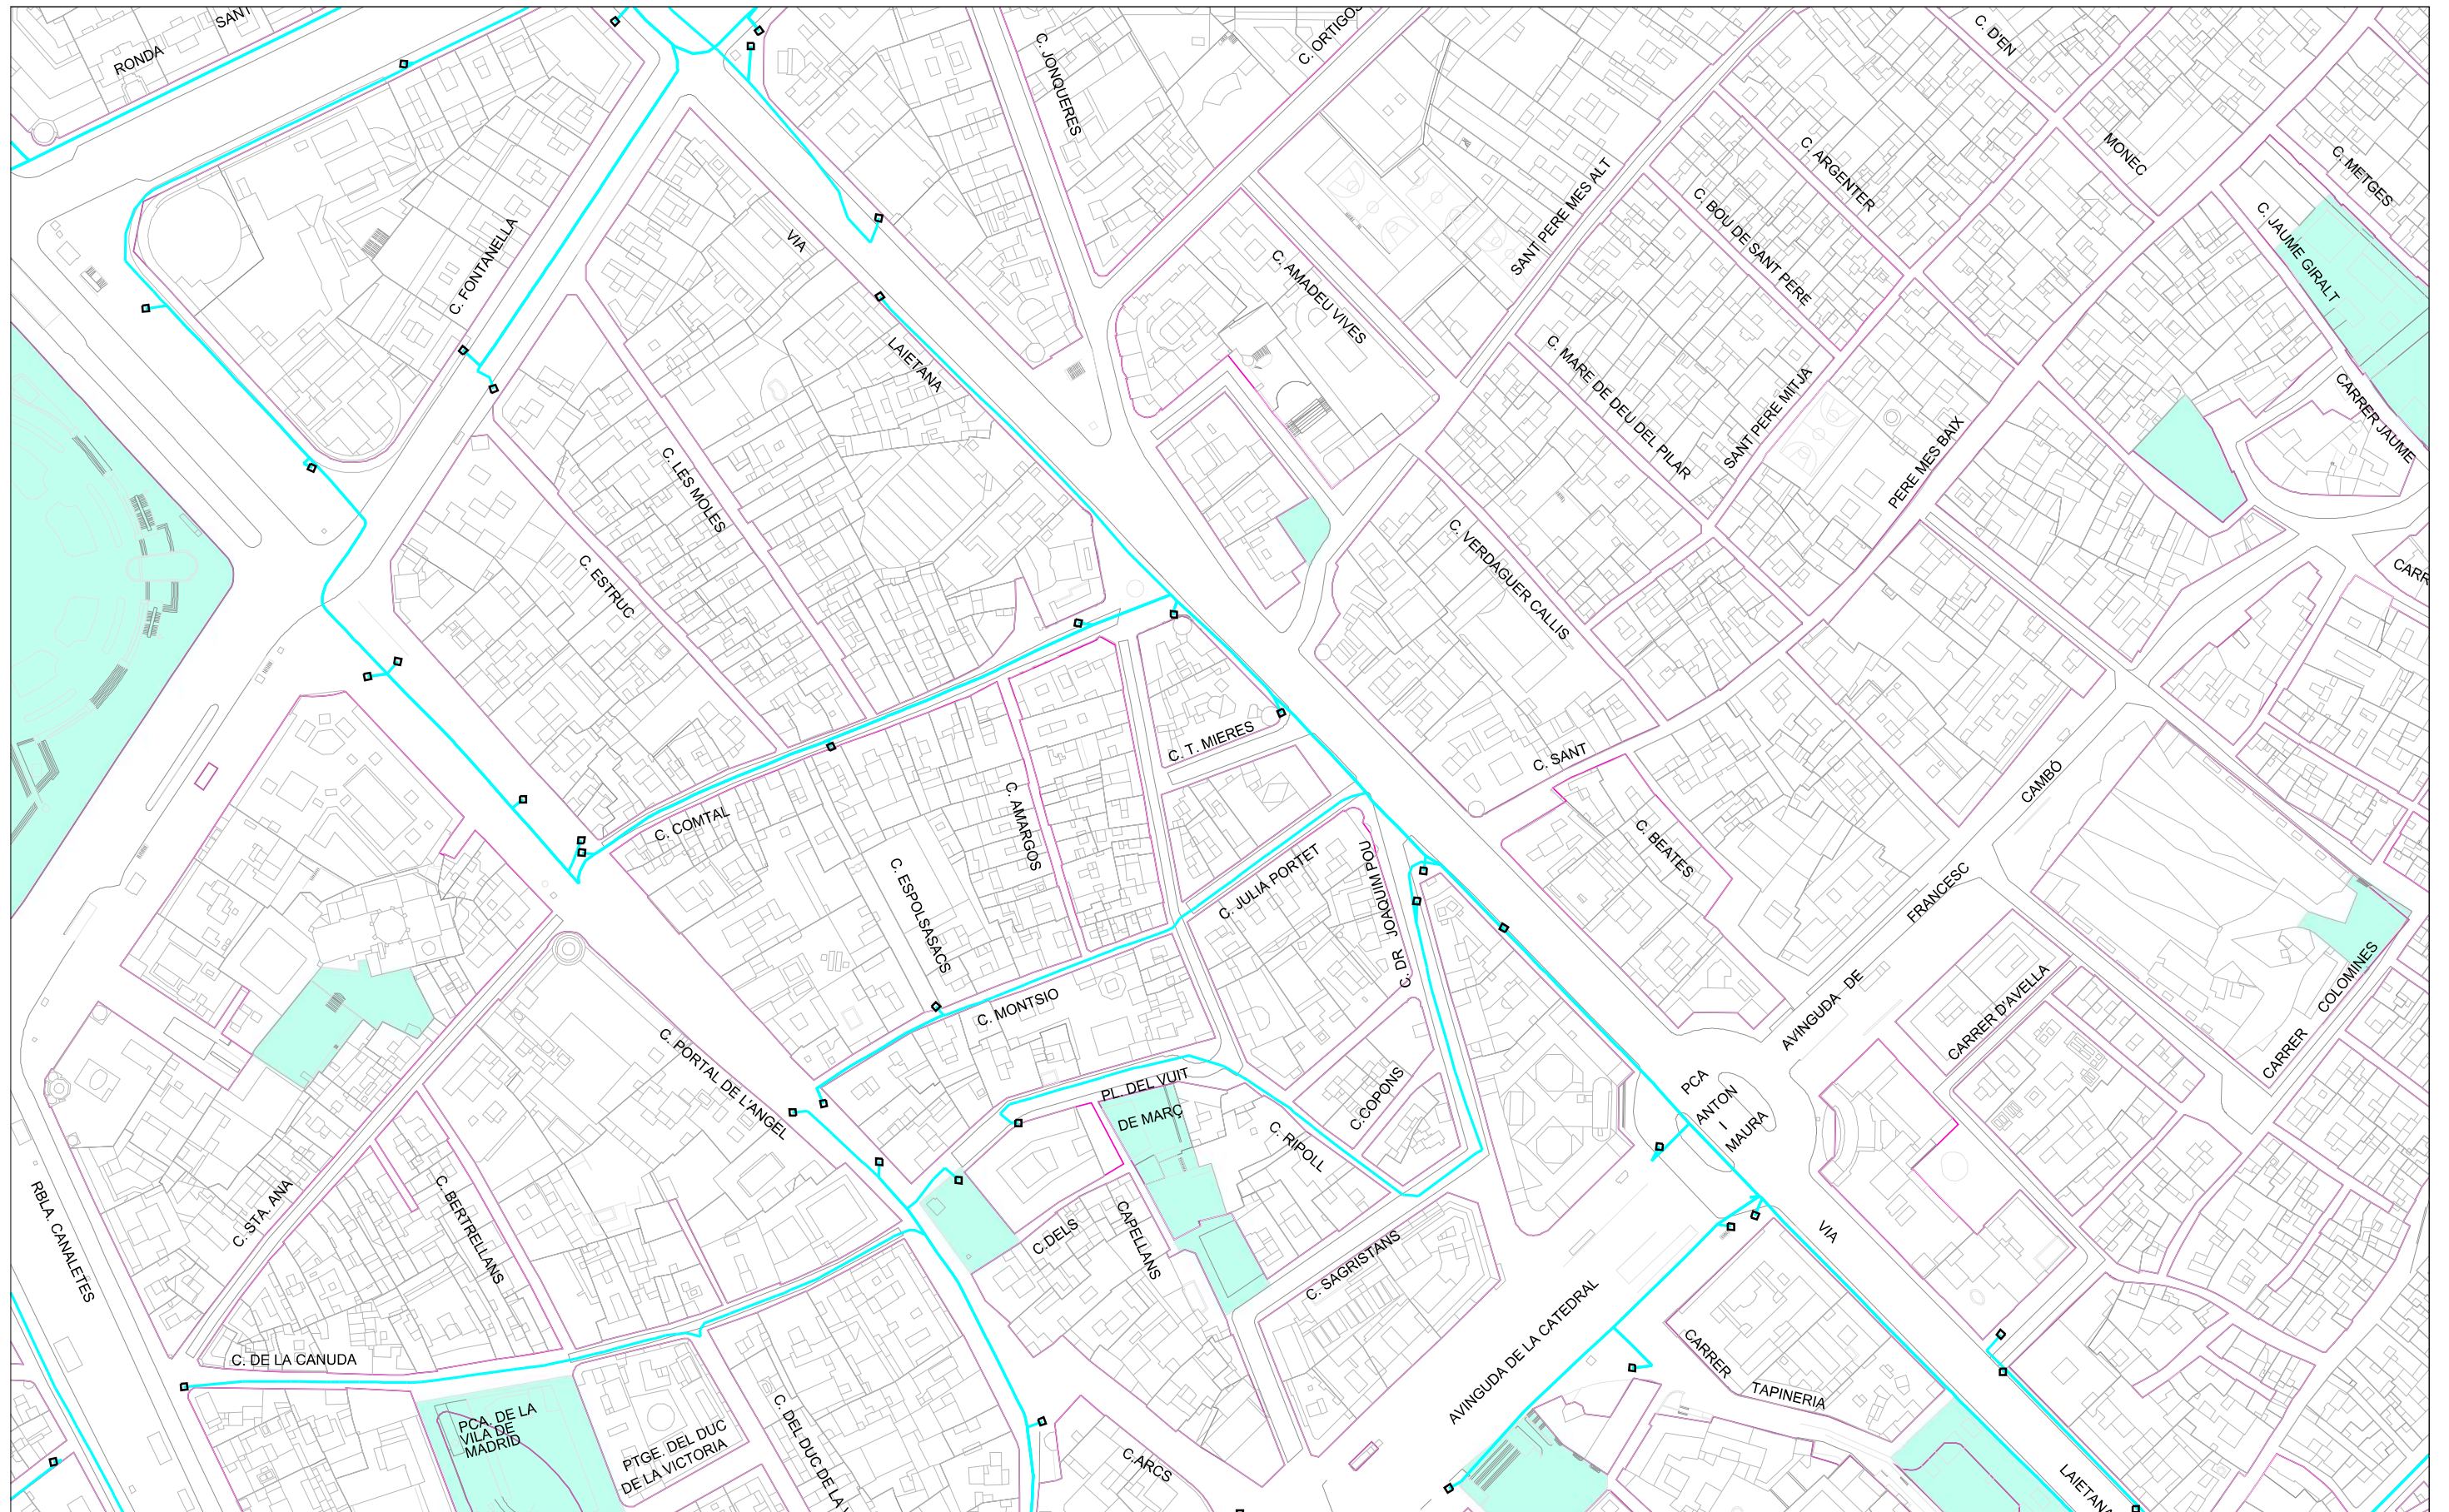 RONDA
SANT
C. JONQUERES
C. D'EN
C. ARGENTER
MONEC
C. METGES
C. FONTANELLA
VIA
LAIETANA
SANT PERE MES ALT
C. BOU DE SANT PERE
C. JAUME GIRALT
C. AMADEU VIVES
C. MARE DE DEU DEL PILAR
SANT PERE MITJA
PERE MES BAIX
CARRER JAUME
C. LES MOLES
C. ESTRUC
C. VERDAGUER CALLIS
CARR
C. T. MIERES
C. SANT
CAMBÓ
C. COMTAL
C. AMARGOS
C. BEATES
C. ESPOLSASACS
C. JULIA PORTET
C. DR JOAQUIM POU
FRANCESC
AVINGUDA DE
COLOMINES
CARRER
CARRER D'AVELLA
C. MONTSIO
C. PORTAL DE L'ANGEL
PL. DEL VUIT
DE MARÇ
C.COPONS
PCA
ANTON
I
MAURA
C. RIPOLL
RBLA. CANALETES
C. STA. ANA
C. BERTRELLANS
C.DELS
CAPELLANS
C. SAGRISTANS
VIA
AVINGUDA DE LA CATEDRAL
C. DE LA CANUDA
CARRER
TAPINERIA
PCA. DE LA
VILA DE
MADRID
PTGE. DEL DUC
DE LA VICTORIA
C. DEL DUC DE LA
C.ARCS